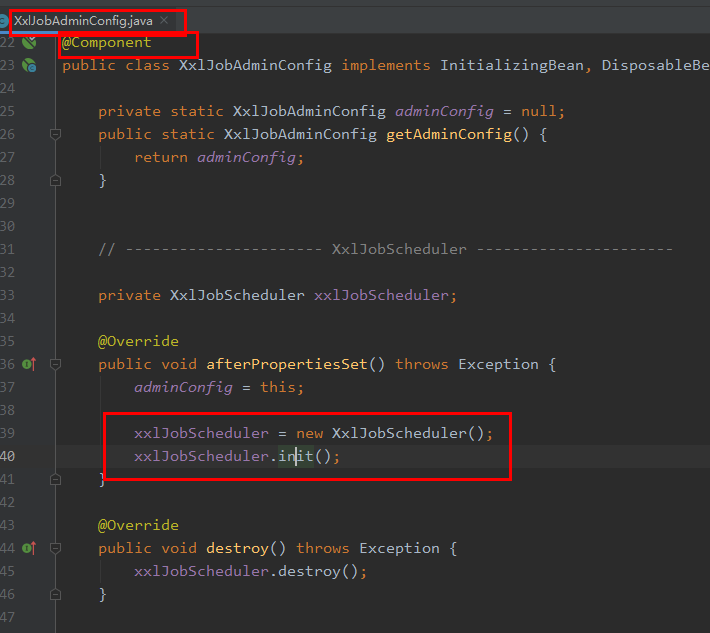 XxlJobAdminConfig.java ×
22 @Component
23 public class XxlJobAdminConfig implements InitializingBean, DisposableBe
24
25 private static XxlJobAdminConfig adminConfig = null;
26 public static XxlJobAdminConfig getAdminConfig() {
27 return adminConfig;
28 }
29
30
31 // ---------------------- XxlJobScheduler ----------------------
32
33 private XxlJobScheduler xxlJobScheduler;
34
35 @Override
36 public void afterPropertiesSet() throws Exception {
37 adminConfig = this;
38
39 xxlJobScheduler = new XxlJobScheduler();
40 xxlJobScheduler.init();
41 }
42
43 @Override
44 public void destroy() throws Exception {
45 xxlJobScheduler.destroy();
46 }
47